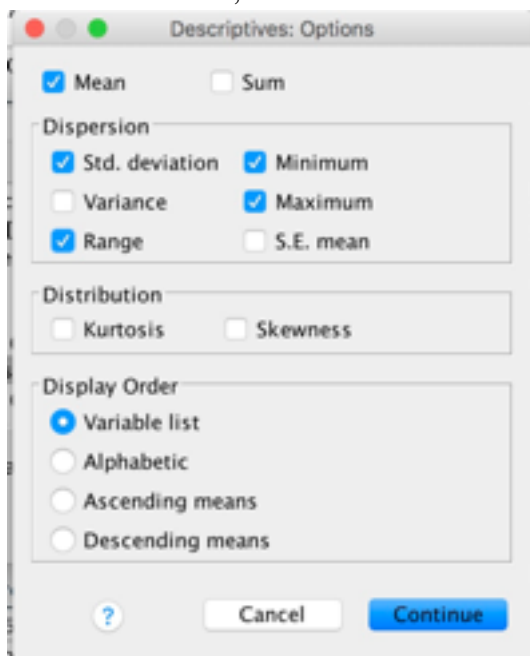 Descriptives: Options
Mean Sum
Dispersion
Std. deviation Minimum
Variance Maximum
Range S.E. mean
Distribution
Kurtosis Skewness
Display Order
Variable list
Alphabetic
Ascending means
Descending means
? Cancel Continue